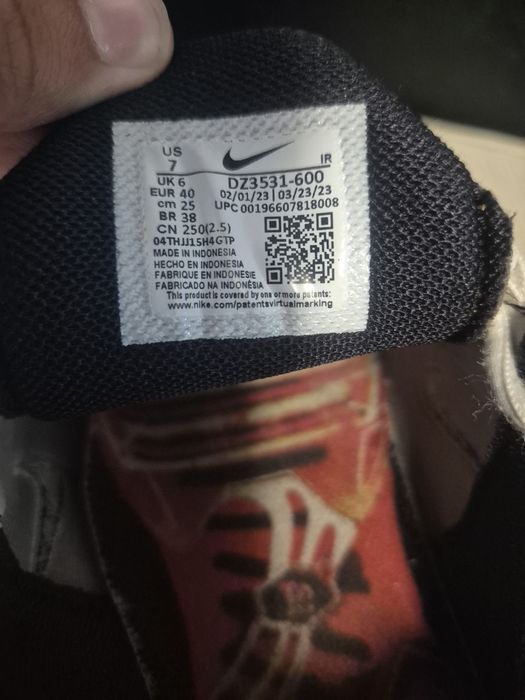 US
7
IR
UK 6
DZ3531-600
EUR 40
02/01/23 | 03/23/23
cm 25
UPC 00196607818008
BR 38
CN 250(2.5)
04THJJ1SH4GTP
MADE IN INDONESIA
HECHO EN INDONESIA
FABRIQUE EN INDONESIE
FABRICADO NA INDONÉSIA
This product is covered by one or more patents:
www.nike.com/patentsvirtualmarking